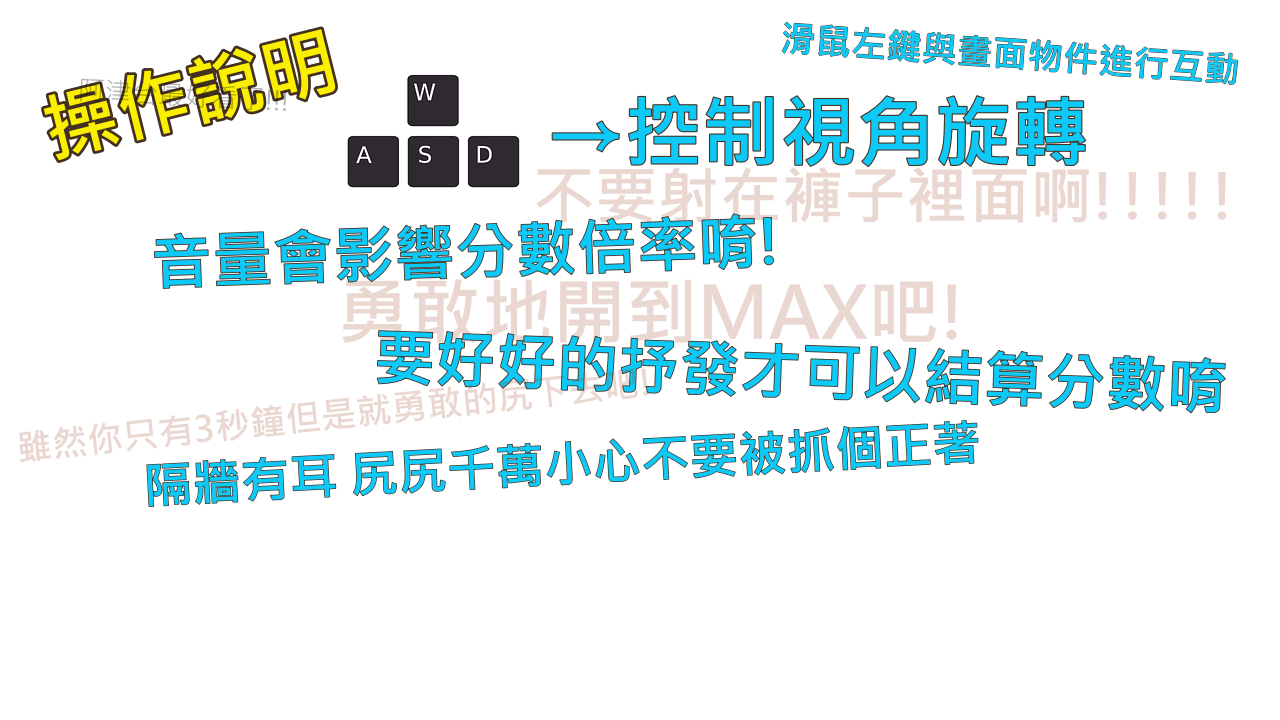 滑鼠左鍵與畫面物件進行互動
操作說明
W
A S D
→控制視角旋轉
不要射在褲子裡面啊!!!!!
音量會影響分數倍率唷!
勇敢地開到MAX吧!
要好好的抒發才可以結算分數唷
雖然你只有3秒鐘但是就勇敢的尻下去吧!
隔牆有耳 尻尻千萬小心不要被抓個正著